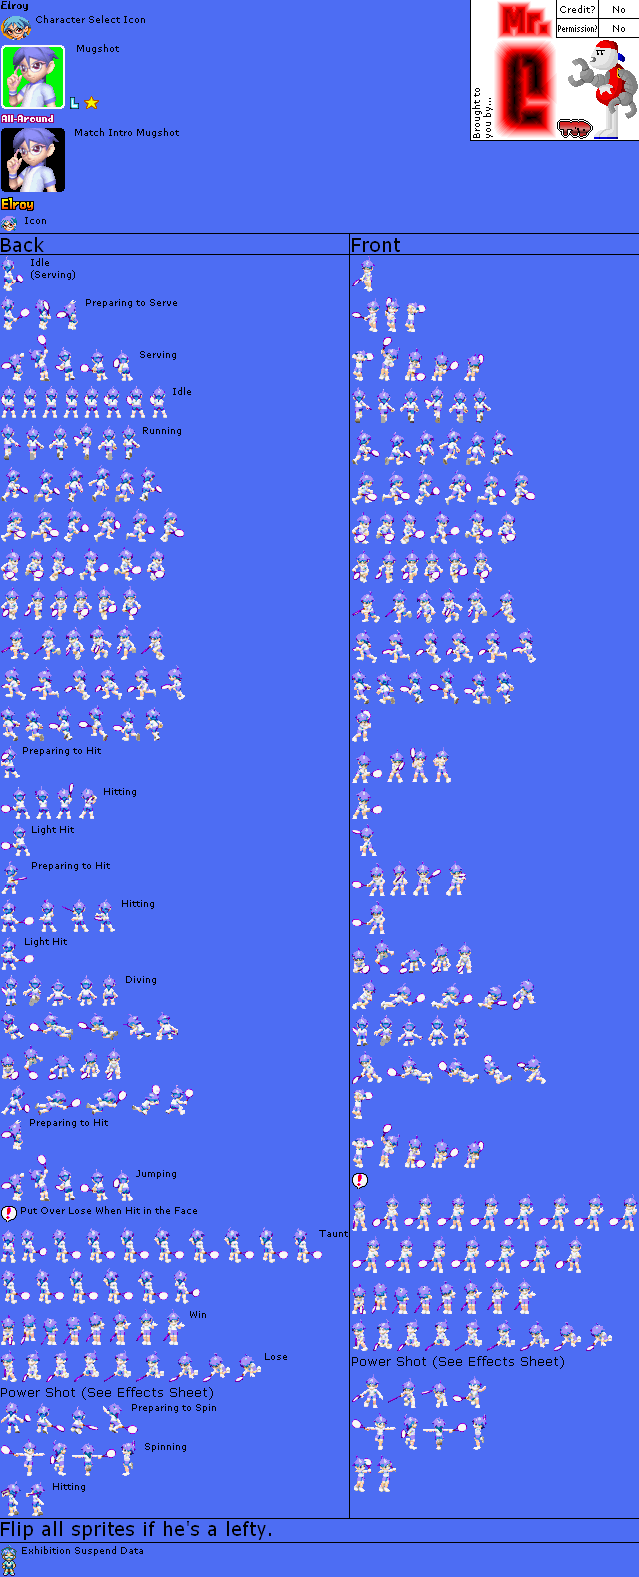 Elroy
Character Select Icon
Credit? No
Permission? No
Mr.
C
Brought to
you by...
Mugshot
L
All-Around
Match Intro Mugshot
Elroy
Icon
Back
Front
Idle
(Serving)
Preparing to Serve
Serving
Idle
Running
Preparing to Hit
Hitting
Light Hit
Preparing to Hit
Hitting
Light Hit
Diving
Preparing to Hit
Jumping
!
!
Put Over Lose When Hit in the Face
Taunt
Win
Lose
Power Shot (See Effects Sheet)
Power Shot (See Effects Sheet)
Preparing to Spin
Spinning
Hitting
Flip all sprites if he's a lefty.
Exhibition Suspend Data